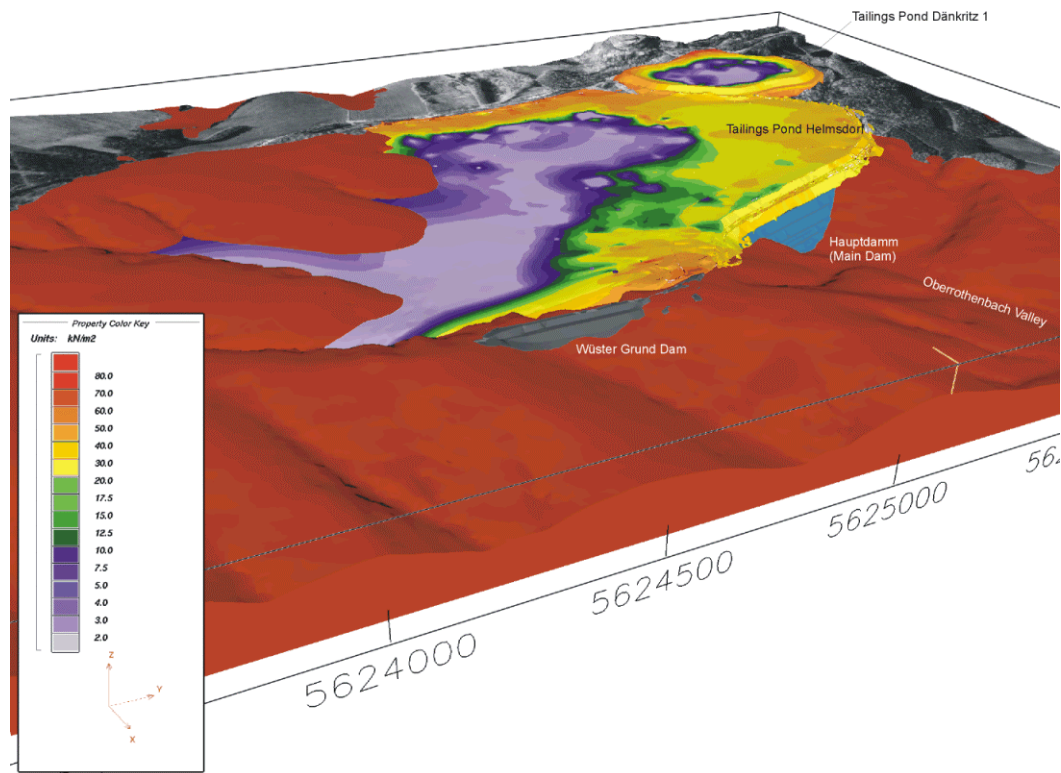 Tailings Pond Dänkritz 1
Tailings Pond Helmsdorf
Hauptdamm
(Main Dam)
Oberrothenbach Valley
Wüster Grund Dam
Property Color Key
Units: kN/m2
80.0
70.0
60.0
50.0
40.0
30.0
20.0
17.5
15.0
12.5
10.0
7.5
5.0
4.0
3.0
2.0
Z
Y
X
5624000
5624500
5625000
562